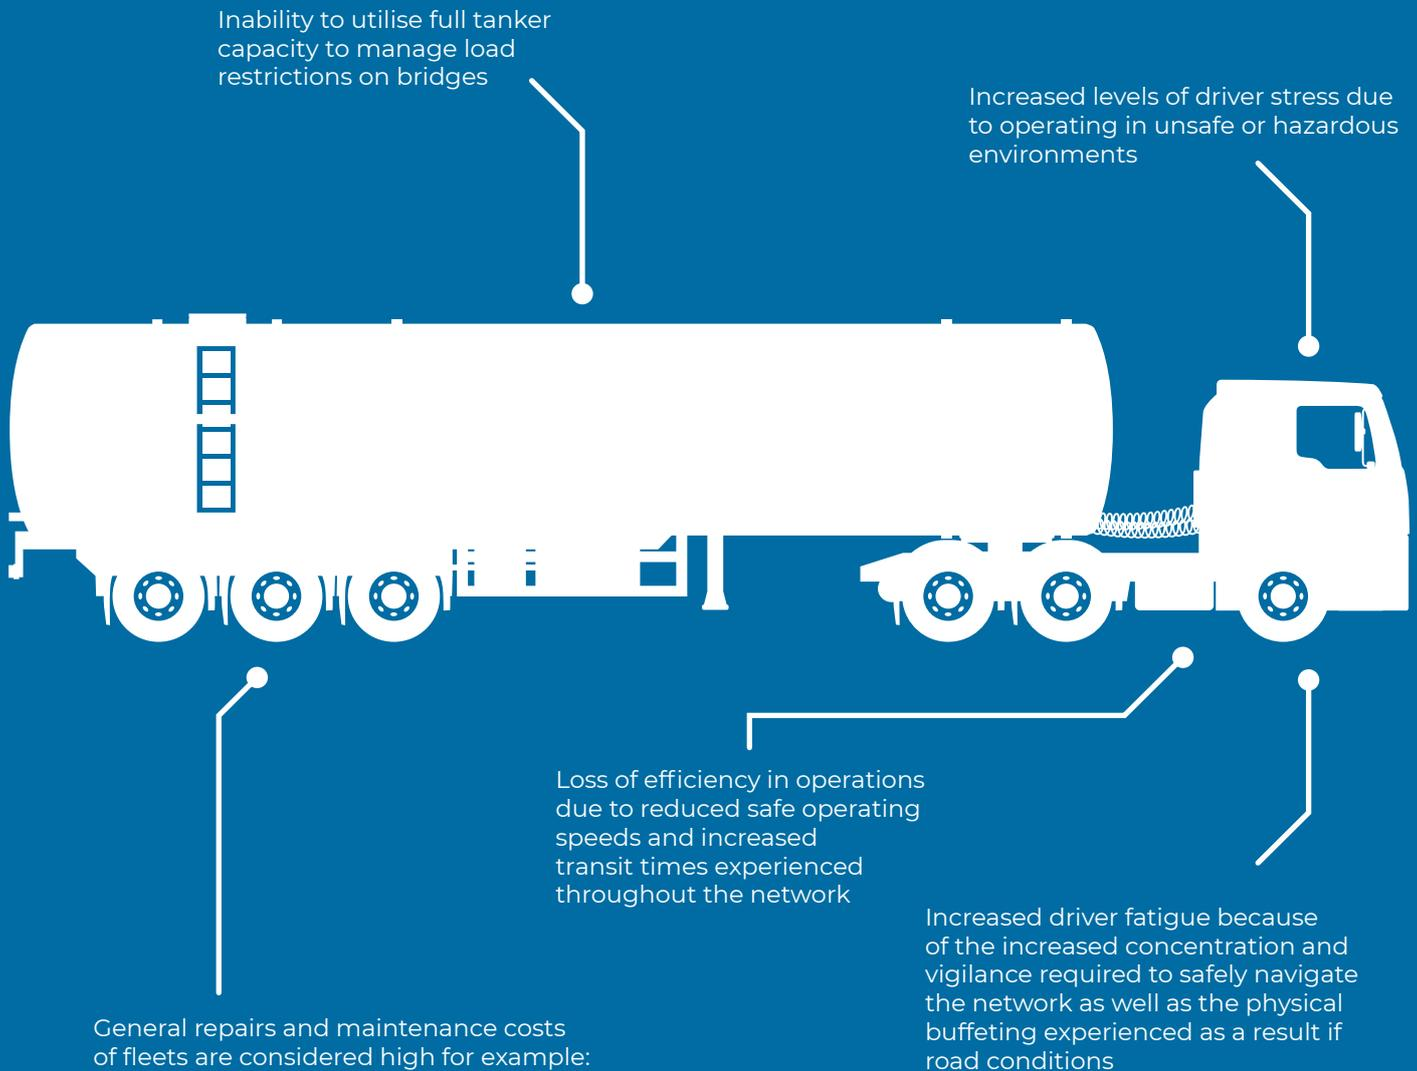 Inability to utilise full tanker
capacity to manage load
restrictions on bridges
Increased levels of driver stress due
to operating in unsafe or hazardous
environments
Loss of efficiency in operations
due to reduced safe operating
speeds and increased
transit times experienced
throughout the network
Increased driver fatigue because
of the increased concentration and
vigilance required to safely navigate
the network as well as the physical
buffeting experienced as a result if
road conditions
General repairs and maintenance costs
of fleets are considered high for example: